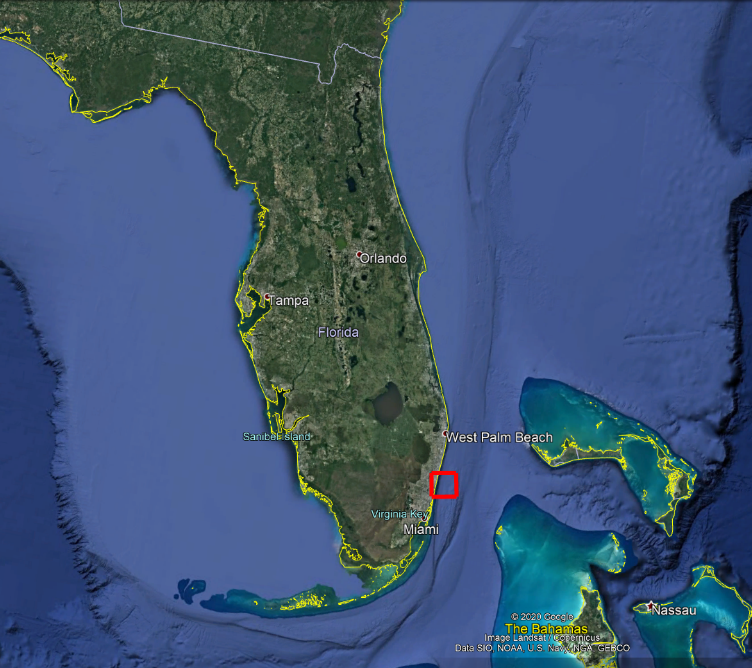 Orlando
Tampa
Florida
West Palm Beach
Sanibel Island
Virginia Key
Miami
Nassau
© 2020 Google
The Bahamas
Image Landsat / Copernicus
Data SIO, NOAA, U.S. Navy, NGA, GEBCO